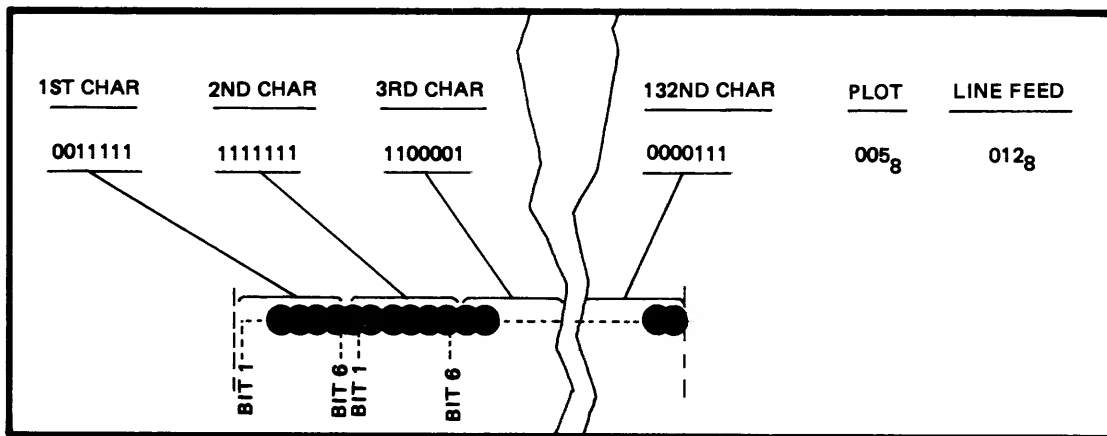 1ST CHAR 2ND CHAR 3RD CHAR 132ND CHAR PLOT LINE FEED
0011111 1111111 1100001 0000111 005₈ 012₈
BIT 1 BIT 6 BIT 1 BIT 6